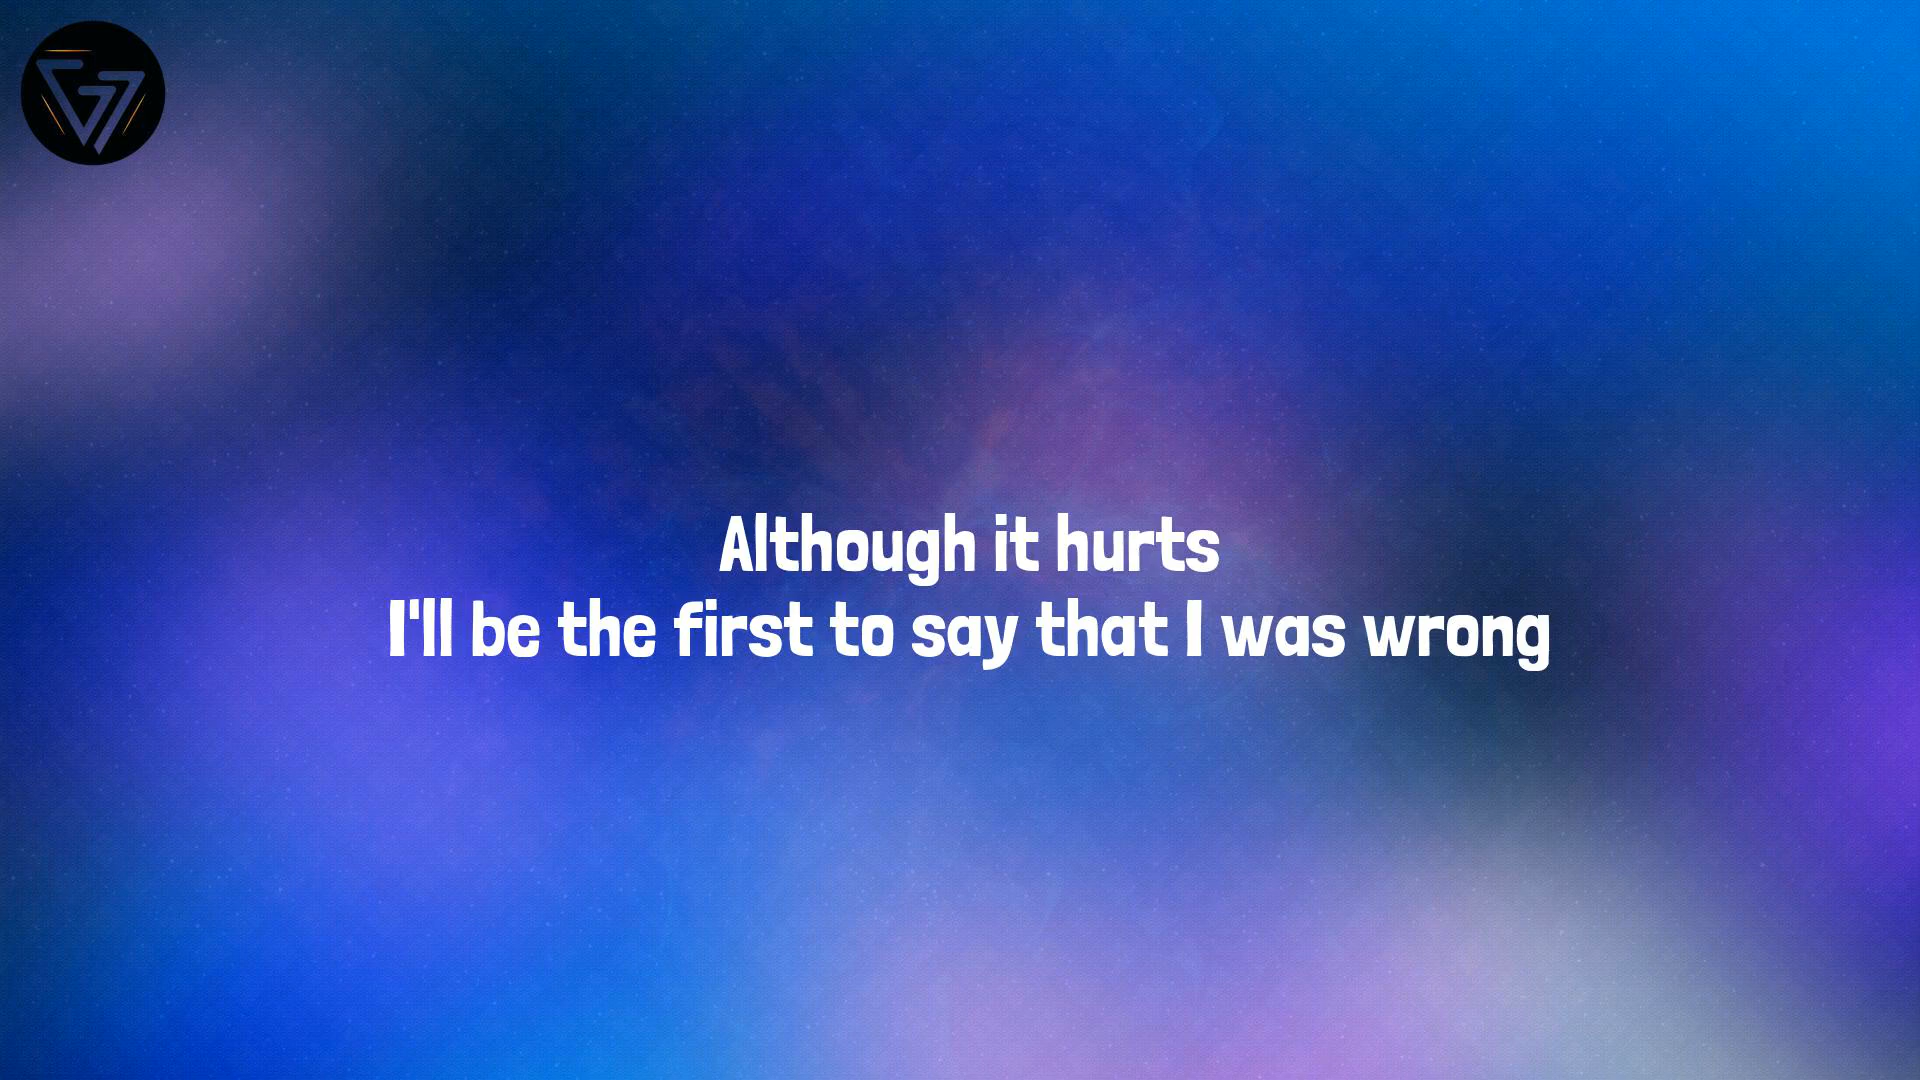 Although it hurts
I'll be the first to say that I was wrong